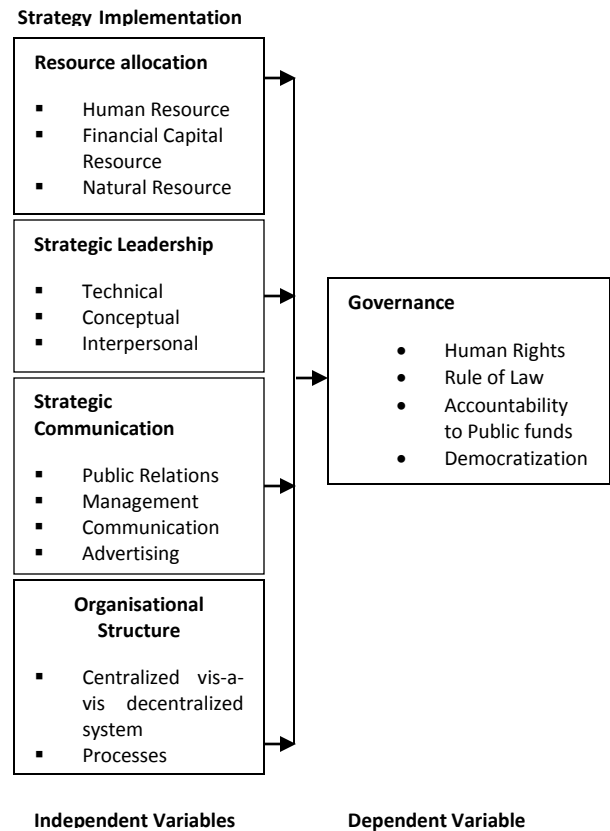 Strategy Implementation
Resource allocation
▪ Human Resource
▪ Financial Capital
Resource
▪ Natural Resource
Strategic Leadership
▪ Technical
▪ Conceptual
▪ Interpersonal
Strategic
Communication
▪ Public Relations
▪ Management
▪ Communication
▪ Advertising
Organisational
Structure
▪ Centralized vis-a-
vis decentralized
system
▪ Processes
Governance
• Human Rights
• Rule of Law
• Accountability
to Public funds
• Democratization
Independent Variables
Dependent Variable